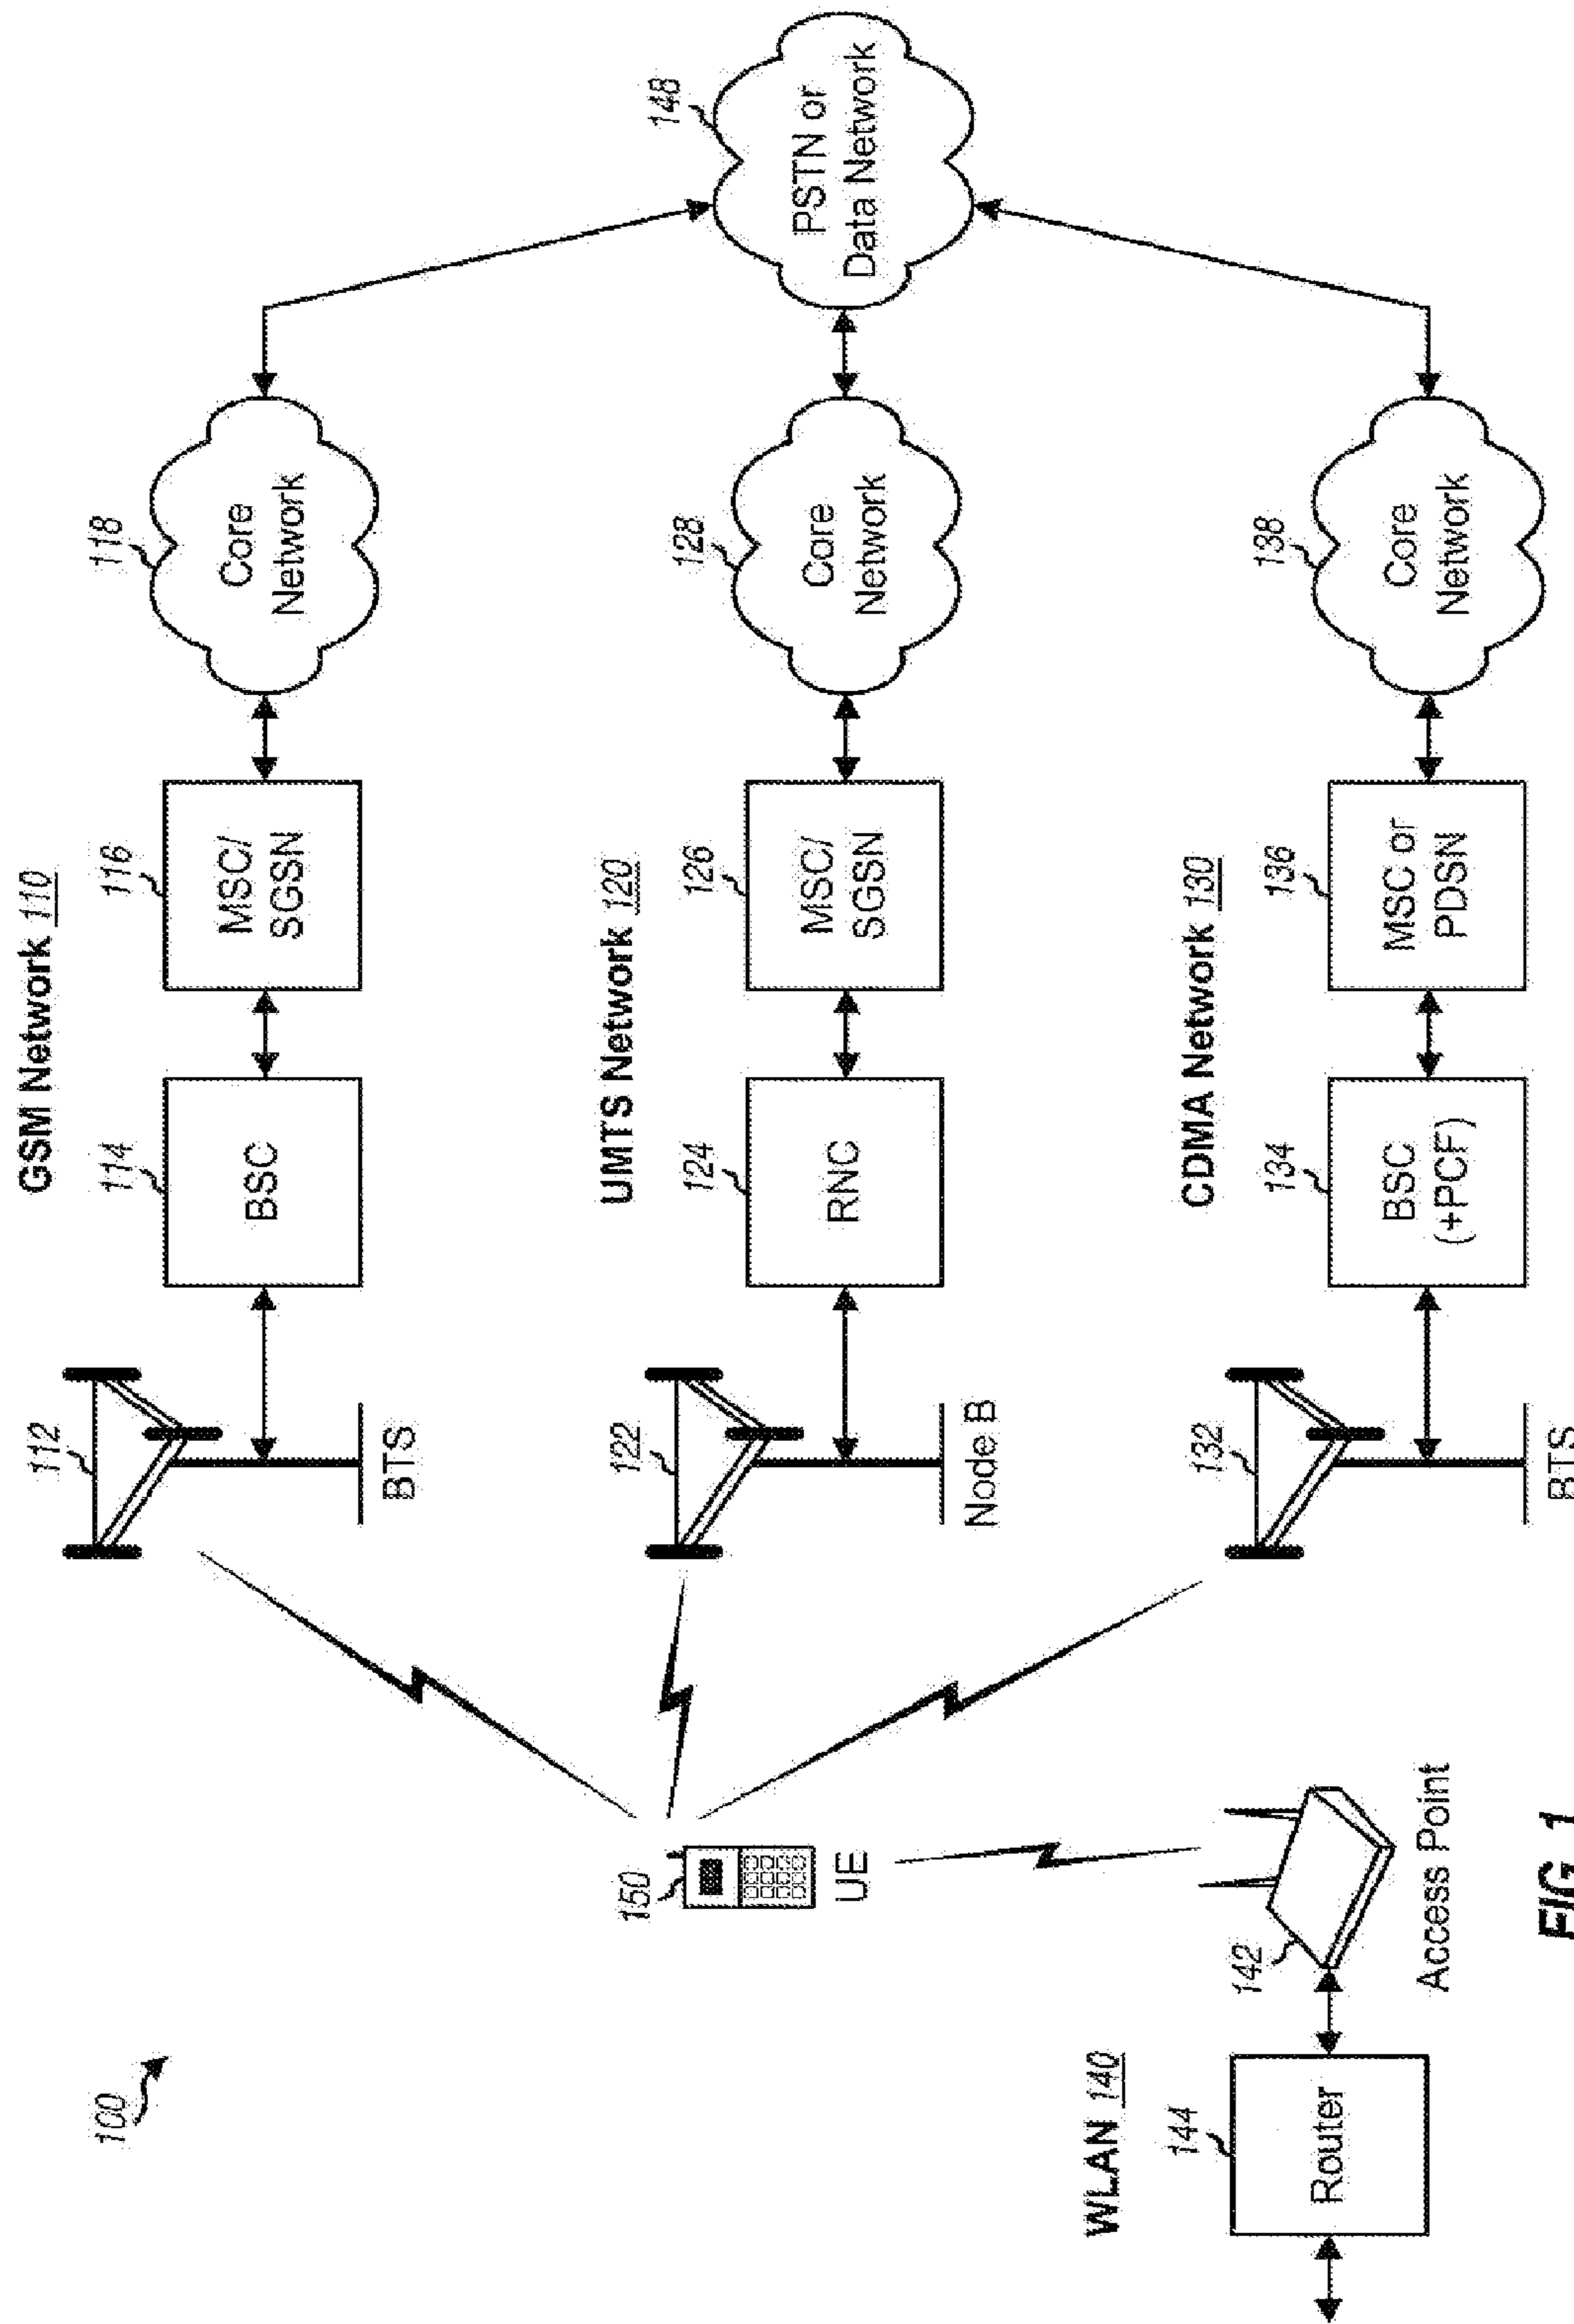 100
GSM Network 110
112
BTS
114
BSC
116
MSC/
SGSN
118
Core
Network
UMTS Network 120
122
Node B
124
RNC
126
MSC/
SGSN
128
Core
Network
148
PSTN or
Data Network
150
UE
CDMA Network 130
132
BTS
134
BSC
(+PCF)
136
MSC or
PDSN
138
Core
Network
WLAN 140
144
Router
142
Access Point
FIG. 1